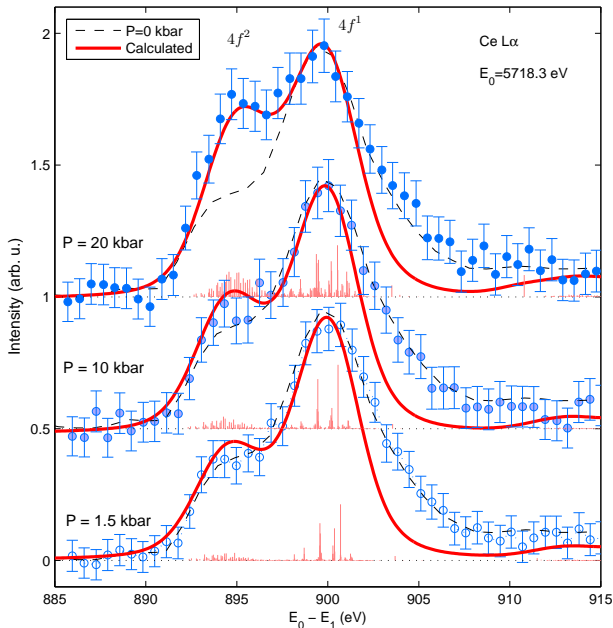 P=0 kbar
Calculated
4f²
4f¹
Ce Lα
E₀=5718.3 eV
2
1.5
1
0.5
0
Intensity (arb. u.)
P = 20 kbar
P = 10 kbar
P = 1.5 kbar
885 890 895 900 905 910 915
E₀ − E₁ (eV)